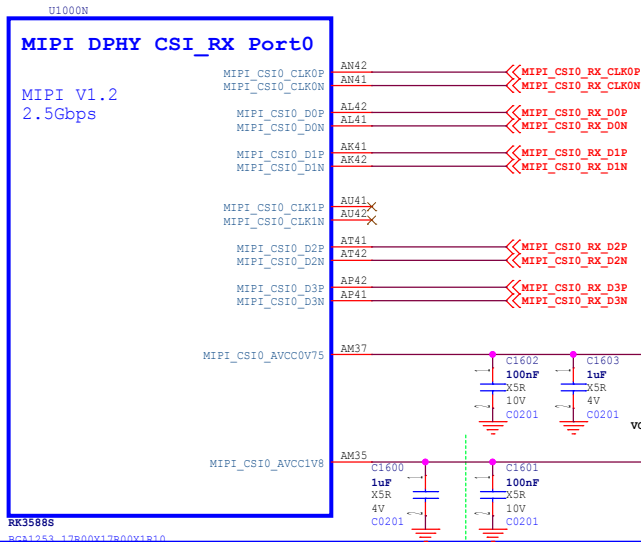 U1000N
MIPI DPHY CSI_RX Port0
MIPI V1.2
2.5Gbps
MIPI_CSI0_CLK0P AN42 MIPI_CSI0_RX_CLK0P
MIPI_CSI0_CLK0N AN41 MIPI_CSI0_RX_CLK0N
MIPI_CSI0_D0P AL42 MIPI_CSI0_RX_D0P
MIPI_CSI0_D0N AL41 MIPI_CSI0_RX_D0N
MIPI_CSI0_D1P AK41 MIPI_CSI0_RX_D1P
MIPI_CSI0_D1N AK42 MIPI_CSI0_RX_D1N
MIPI_CSI0_CLK1P AU41
MIPI_CSI0_CLK1N AU42
MIPI_CSI0_D2P AT41 MIPI_CSI0_RX_D2P
MIPI_CSI0_D2N AT42 MIPI_CSI0_RX_D2N
MIPI_CSI0_D3P AP42 MIPI_CSI0_RX_D3P
MIPI_CSI0_D3N AP41 MIPI_CSI0_RX_D3N
MIPI_CSI0_AVCC0V75 AM37
C1602 C1603
100nF 1uF
X5R X5R
10V 4V
C0201 C0201
MIPI_CSI0_AVCC1V8 AM35
C1600 C1601
1uF 100nF
X5R X5R
4V 10V
C0201 C0201
RK3588S